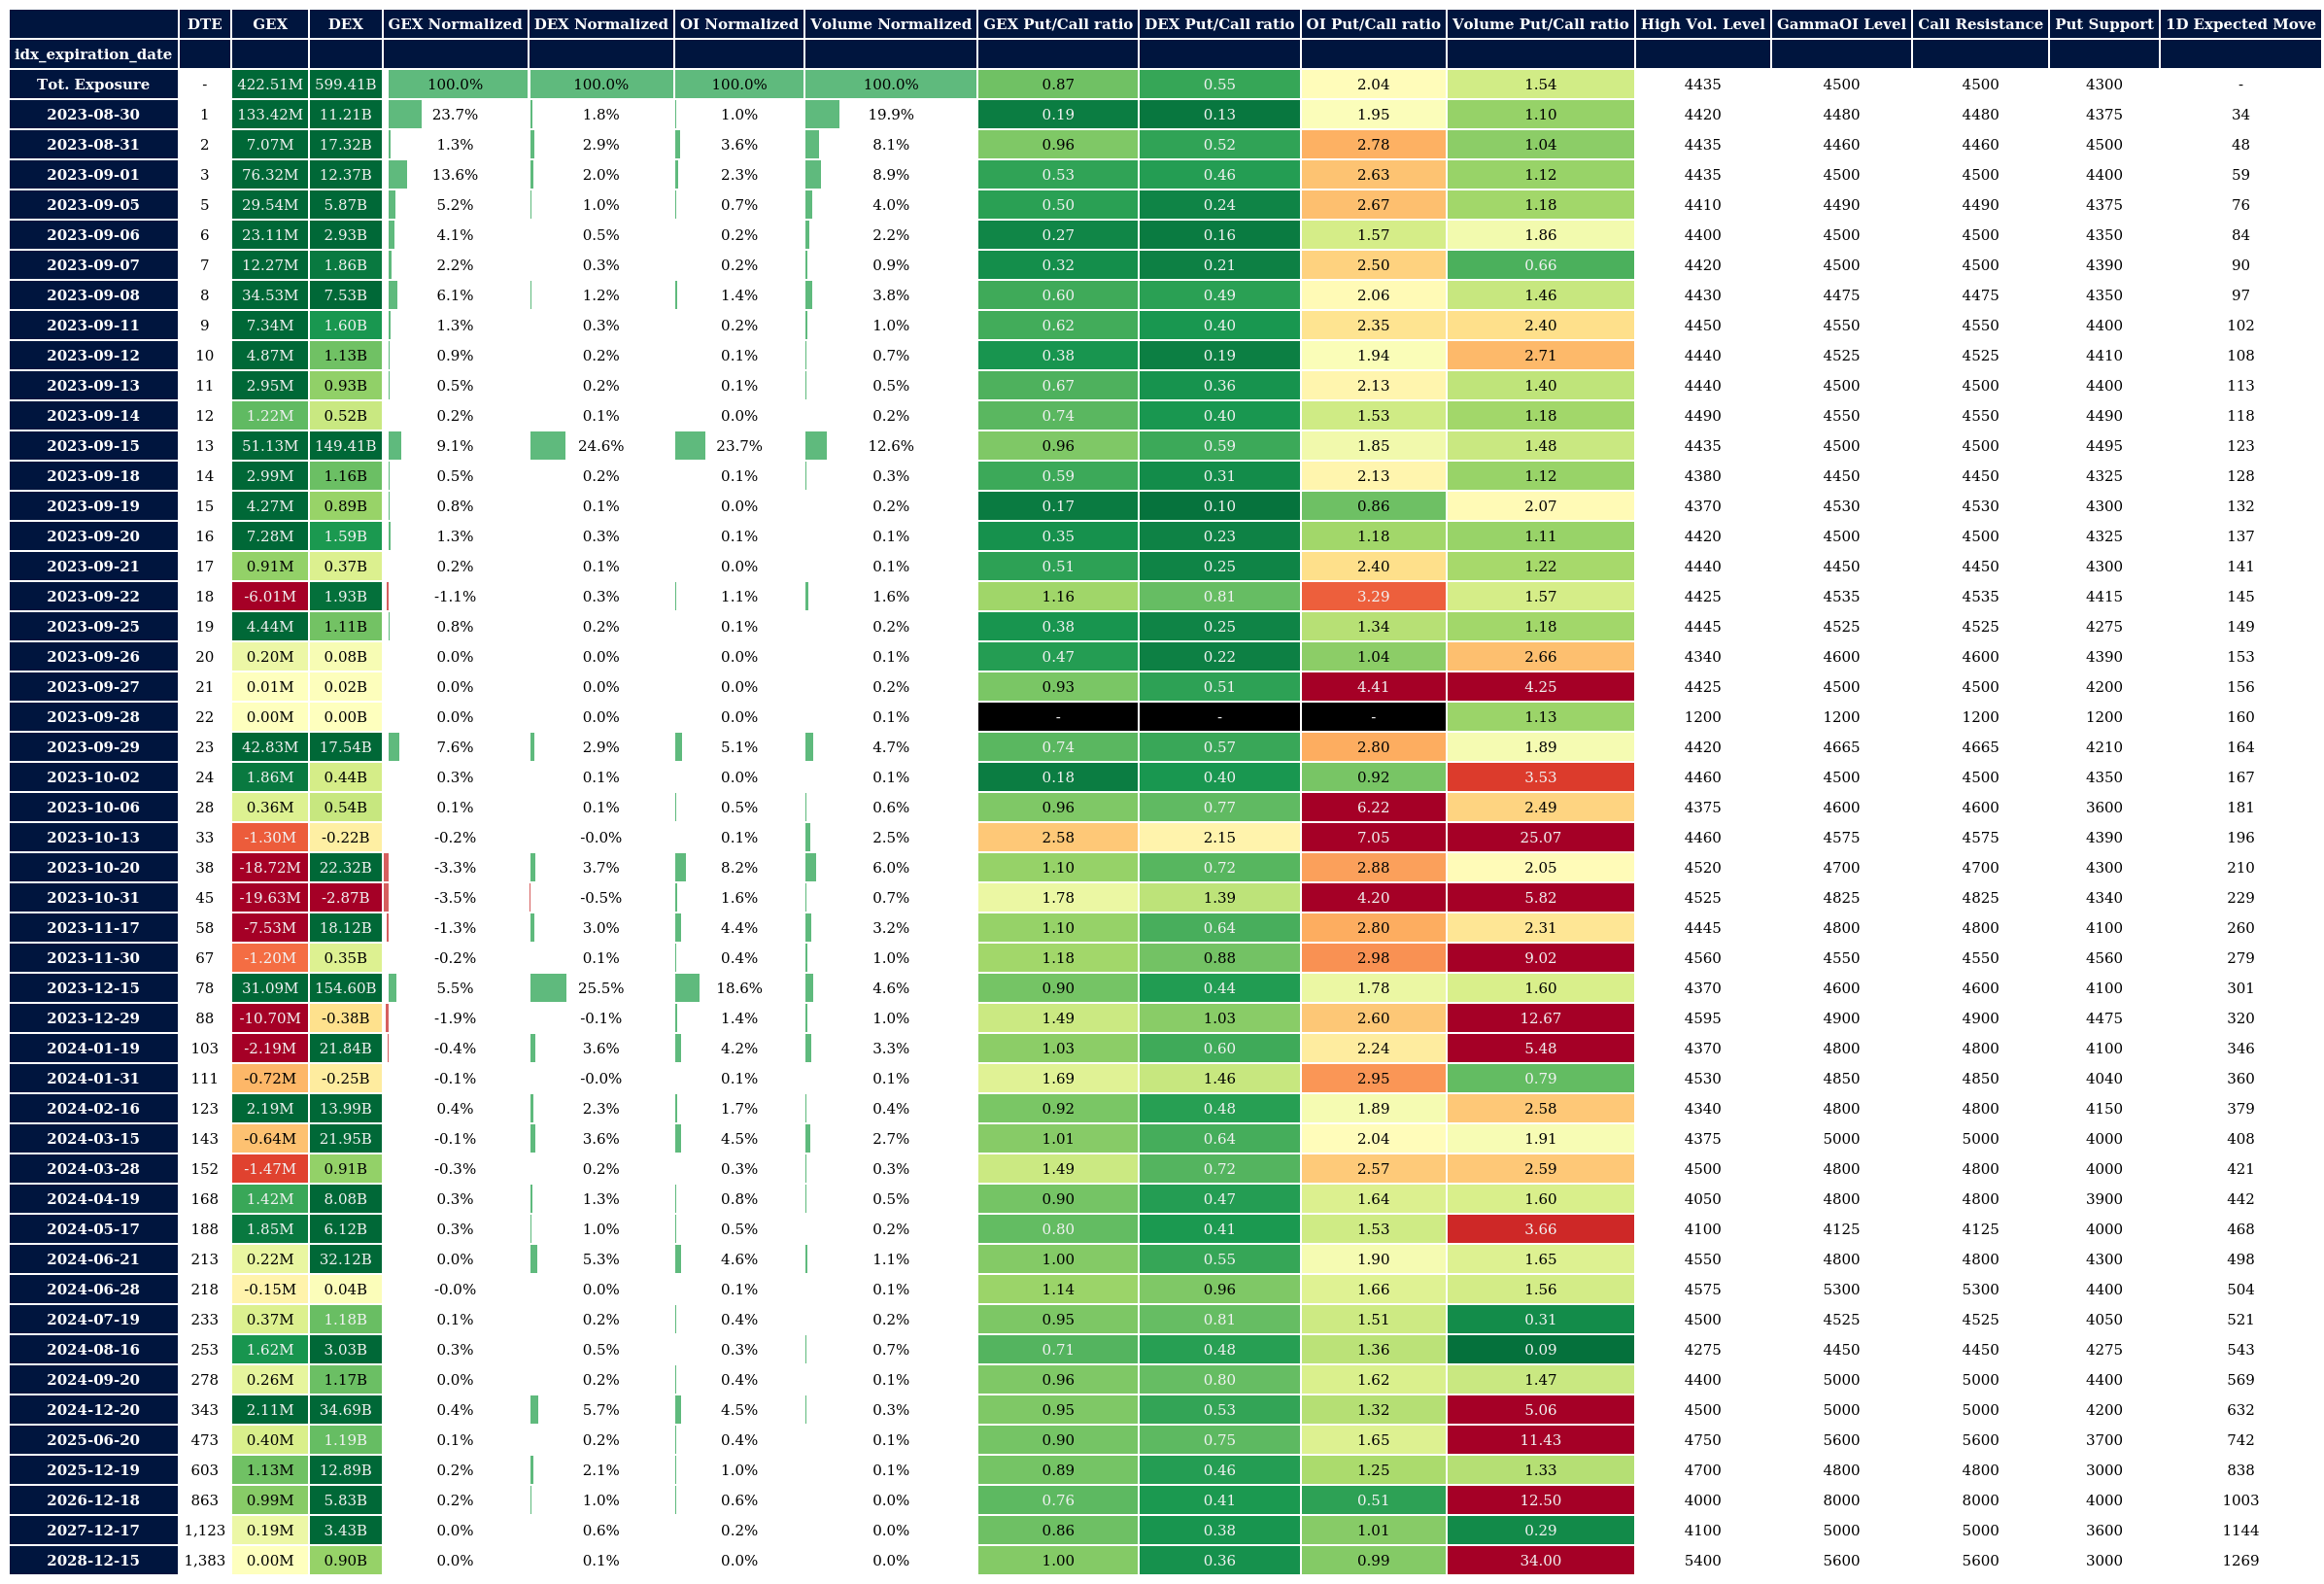 DTE GEX DEX GEX Normalized DEX Normalized OI Normalized Volume Normalized GEX Put/Call ratio DEX Put/Call ratio OI Put/Call ratio Volume Put/Call ratio High Vol. Level GammaOI Level Call Resistance Put Support 1D Expected Move
idx_expiration_date
Tot. Exposure - 422.51M 599.41B 100.0% 100.0% 100.0% 100.0% 0.87 0.55 2.04 1.54 4435 4500 4500 4300 -
2023-08-30 1 133.42M 11.21B 23.7% 1.8% 1.0% 19.9% 0.19 0.13 1.95 1.10 4420 4480 4480 4375 34
2023-08-31 2 7.07M 17.32B 1.3% 2.9% 3.6% 8.1% 0.96 0.52 2.78 1.04 4435 4460 4460 4500 48
2023-09-01 3 76.32M 12.37B 13.6% 2.0% 2.3% 8.9% 0.53 0.46 2.63 1.12 4435 4500 4500 4400 59
2023-09-05 5 29.54M 5.87B 5.2% 1.0% 0.7% 4.0% 0.50 0.24 2.67 1.18 4410 4490 4490 4375 76
2023-09-06 6 23.11M 2.93B 4.1% 0.5% 0.2% 2.2% 0.27 0.16 1.57 1.86 4400 4500 4500 4350 84
2023-09-07 7 12.27M 1.86B 2.2% 0.3% 0.2% 0.9% 0.32 0.21 2.50 0.66 4420 4500 4500 4390 90
2023-09-08 8 34.53M 7.53B 6.1% 1.2% 1.4% 3.8% 0.60 0.49 2.06 1.46 4430 4475 4475 4350 97
2023-09-11 9 7.34M 1.60B 1.3% 0.3% 0.2% 1.0% 0.62 0.40 2.35 2.40 4450 4550 4550 4400 102
2023-09-12 10 4.87M 1.13B 0.9% 0.2% 0.1% 0.7% 0.38 0.19 1.94 2.71 4440 4525 4525 4410 108
2023-09-13 11 2.95M 0.93B 0.5% 0.2% 0.1% 0.5% 0.67 0.36 2.13 1.40 4440 4500 4500 4400 113
2023-09-14 12 1.22M 0.52B 0.2% 0.1% 0.0% 0.2% 0.74 0.40 1.53 1.18 4490 4550 4550 4490 118
2023-09-15 13 51.13M 149.41B 9.1% 24.6% 23.7% 12.6% 0.96 0.59 1.85 1.48 4435 4500 4500 4495 123
2023-09-18 14 2.99M 1.16B 0.5% 0.2% 0.1% 0.3% 0.59 0.31 2.13 1.12 4380 4450 4450 4325 128
2023-09-19 15 4.27M 0.89B 0.8% 0.1% 0.0% 0.2% 0.17 0.10 0.86 2.07 4370 4530 4530 4300 132
2023-09-20 16 7.28M 1.59B 1.3% 0.3% 0.1% 0.1% 0.35 0.23 1.18 1.11 4420 4500 4500 4325 137
2023-09-21 17 0.91M 0.37B 0.2% 0.1% 0.0% 0.1% 0.51 0.25 2.40 1.22 4440 4450 4450 4300 141
2023-09-22 18 -6.01M 1.93B -1.1% 0.3% 1.1% 1.6% 1.16 0.81 3.29 1.57 4425 4535 4535 4415 145
2023-09-25 19 4.44M 1.11B 0.8% 0.2% 0.1% 0.2% 0.38 0.25 1.34 1.18 4445 4525 4525 4275 149
2023-09-26 20 0.20M 0.08B 0.0% 0.0% 0.0% 0.1% 0.47 0.22 1.04 2.66 4340 4600 4600 4390 153
2023-09-27 21 0.01M 0.02B 0.0% 0.0% 0.0% 0.2% 0.93 0.51 4.41 4.25 4425 4500 4500 4200 156
2023-09-28 22 0.00M 0.00B 0.0% 0.0% 0.0% 0.1% - - - 1.13 1200 1200 1200 1200 160
2023-09-29 23 42.83M 17.54B 7.6% 2.9% 5.1% 4.7% 0.74 0.57 2.80 1.89 4420 4665 4665 4210 164
2023-10-02 24 1.86M 0.44B 0.3% 0.1% 0.0% 0.1% 0.18 0.40 0.92 3.53 4460 4500 4500 4350 167
2023-10-06 28 0.36M 0.54B 0.1% 0.1% 0.5% 0.6% 0.96 0.77 6.22 2.49 4375 4600 4600 3600 181
2023-10-13 33 -1.30M -0.22B -0.2% -0.0% 0.1% 2.5% 2.58 2.15 7.05 25.07 4460 4575 4575 4390 196
2023-10-20 38 -18.72M 22.32B -3.3% 3.7% 8.2% 6.0% 1.10 0.72 2.88 2.05 4520 4700 4700 4300 210
2023-10-31 45 -19.63M -2.87B -3.5% -0.5% 1.6% 0.7% 1.78 1.39 4.20 5.82 4525 4825 4825 4340 229
2023-11-17 58 -7.53M 18.12B -1.3% 3.0% 4.4% 3.2% 1.10 0.64 2.80 2.31 4445 4800 4800 4100 260
2023-11-30 67 -1.20M 0.35B -0.2% 0.1% 0.4% 1.0% 1.18 0.88 2.98 9.02 4560 4550 4550 4560 279
2023-12-15 78 31.09M 154.60B 5.5% 25.5% 18.6% 4.6% 0.90 0.44 1.78 1.60 4370 4600 4600 4100 301
2023-12-29 88 -10.70M -0.38B -1.9% -0.1% 1.4% 1.0% 1.49 1.03 2.60 12.67 4595 4900 4900 4475 320
2024-01-19 103 -2.19M 21.84B -0.4% 3.6% 4.2% 3.3% 1.03 0.60 2.24 5.48 4370 4800 4800 4100 346
2024-01-31 111 -0.72M -0.25B -0.1% -0.0% 0.1% 0.1% 1.69 1.46 2.95 0.79 4530 4850 4850 4040 360
2024-02-16 123 2.19M 13.99B 0.4% 2.3% 1.7% 0.4% 0.92 0.48 1.89 2.58 4340 4800 4800 4150 379
2024-03-15 143 -0.64M 21.95B -0.1% 3.6% 4.5% 2.7% 1.01 0.64 2.04 1.91 4375 5000 5000 4000 408
2024-03-28 152 -1.47M 0.91B -0.3% 0.2% 0.3% 0.3% 1.49 0.72 2.57 2.59 4500 4800 4800 4000 421
2024-04-19 168 1.42M 8.08B 0.3% 1.3% 0.8% 0.5% 0.90 0.47 1.64 1.60 4050 4800 4800 3900 442
2024-05-17 188 1.85M 6.12B 0.3% 1.0% 0.5% 0.2% 0.80 0.41 1.53 3.66 4100 4125 4125 4000 468
2024-06-21 213 0.22M 32.12B 0.0% 5.3% 4.6% 1.1% 1.00 0.55 1.90 1.65 4550 4800 4800 4300 498
2024-06-28 218 -0.15M 0.04B -0.0% 0.0% 0.1% 0.1% 1.14 0.96 1.66 1.56 4575 5300 5300 4400 504
2024-07-19 233 0.37M 1.18B 0.1% 0.2% 0.4% 0.2% 0.95 0.81 1.51 0.31 4500 4525 4525 4050 521
2024-08-16 253 1.62M 3.03B 0.3% 0.5% 0.3% 0.7% 0.71 0.48 1.36 0.09 4275 4450 4450 4275 543
2024-09-20 278 0.26M 1.17B 0.0% 0.2% 0.4% 0.1% 0.96 0.80 1.62 1.47 4400 5000 5000 4400 569
2024-12-20 343 2.11M 34.69B 0.4% 5.7% 4.5% 0.3% 0.95 0.53 1.32 5.06 4500 5000 5000 4200 632
2025-06-20 473 0.40M 1.19B 0.1% 0.2% 0.4% 0.1% 0.90 0.75 1.65 11.43 4750 5600 5600 3700 742
2025-12-19 603 1.13M 12.89B 0.2% 2.1% 1.0% 0.1% 0.89 0.46 1.25 1.33 4700 4800 4800 3000 838
2026-12-18 863 0.99M 5.83B 0.2% 1.0% 0.6% 0.0% 0.76 0.41 0.51 12.50 4000 8000 8000 4000 1003
2027-12-17 1,123 0.19M 3.43B 0.0% 0.6% 0.2% 0.0% 0.86 0.38 1.01 0.29 4100 5000 5000 3600 1144
2028-12-15 1,383 0.00M 0.90B 0.0% 0.1% 0.0% 0.0% 1.00 0.36 0.99 34.00 5400 5600 5600 3000 1269